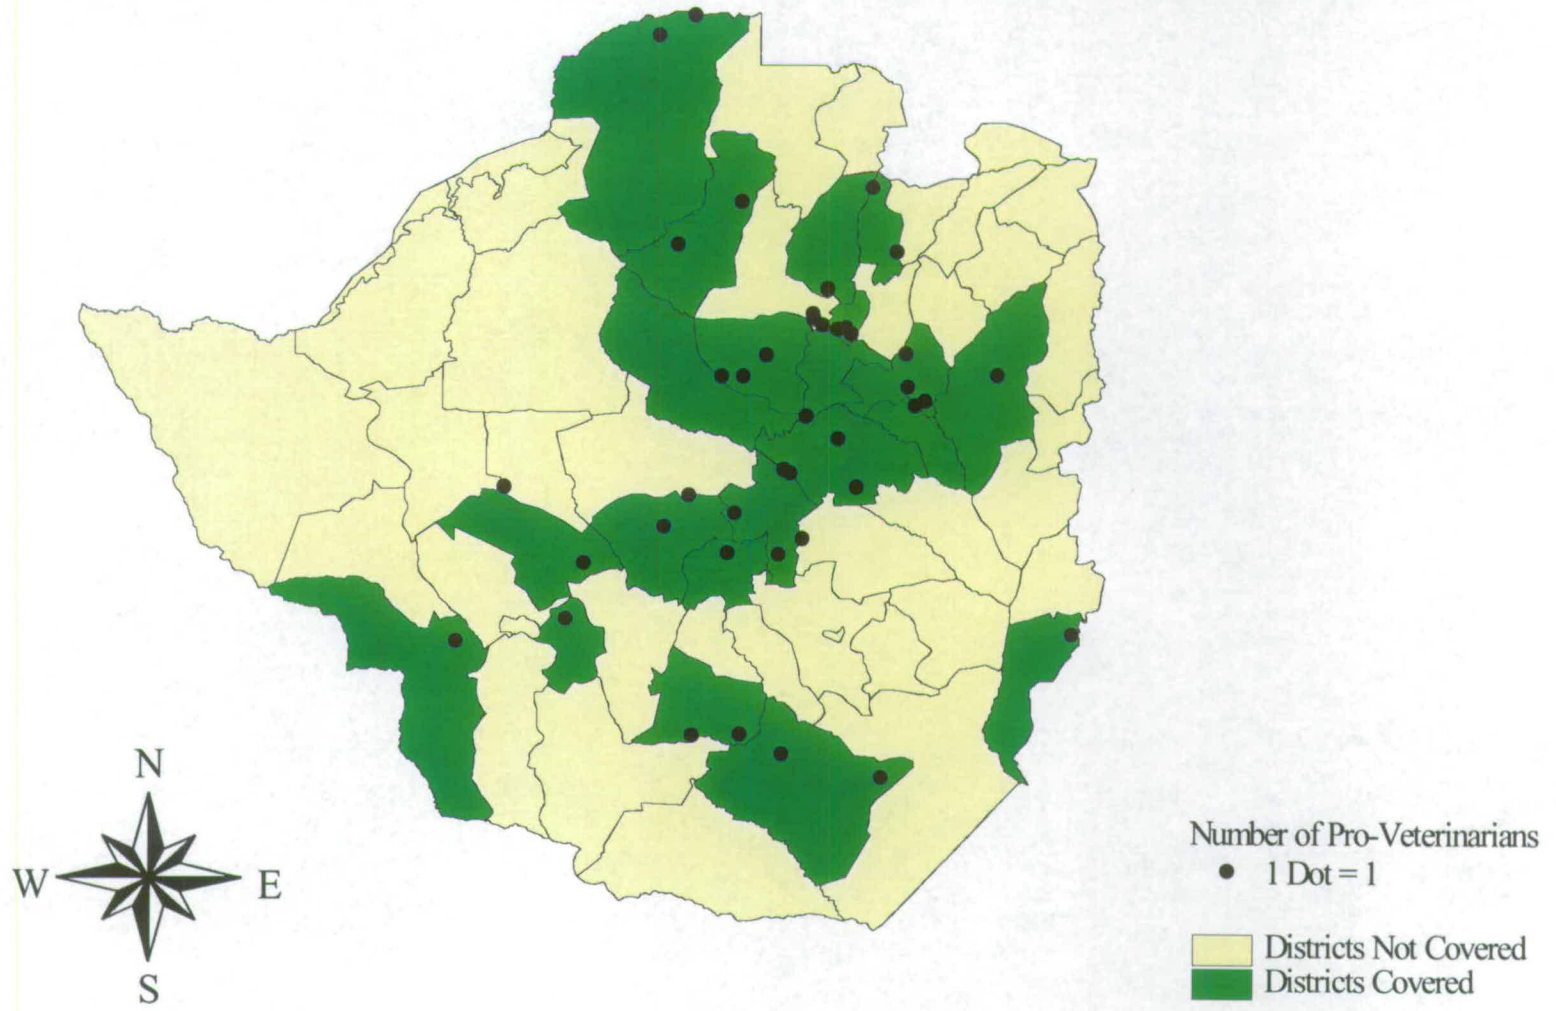 N
W E
S
Number of Pro-Veterinarians
1 Dot = 1
Districts Not Covered
Districts Covered